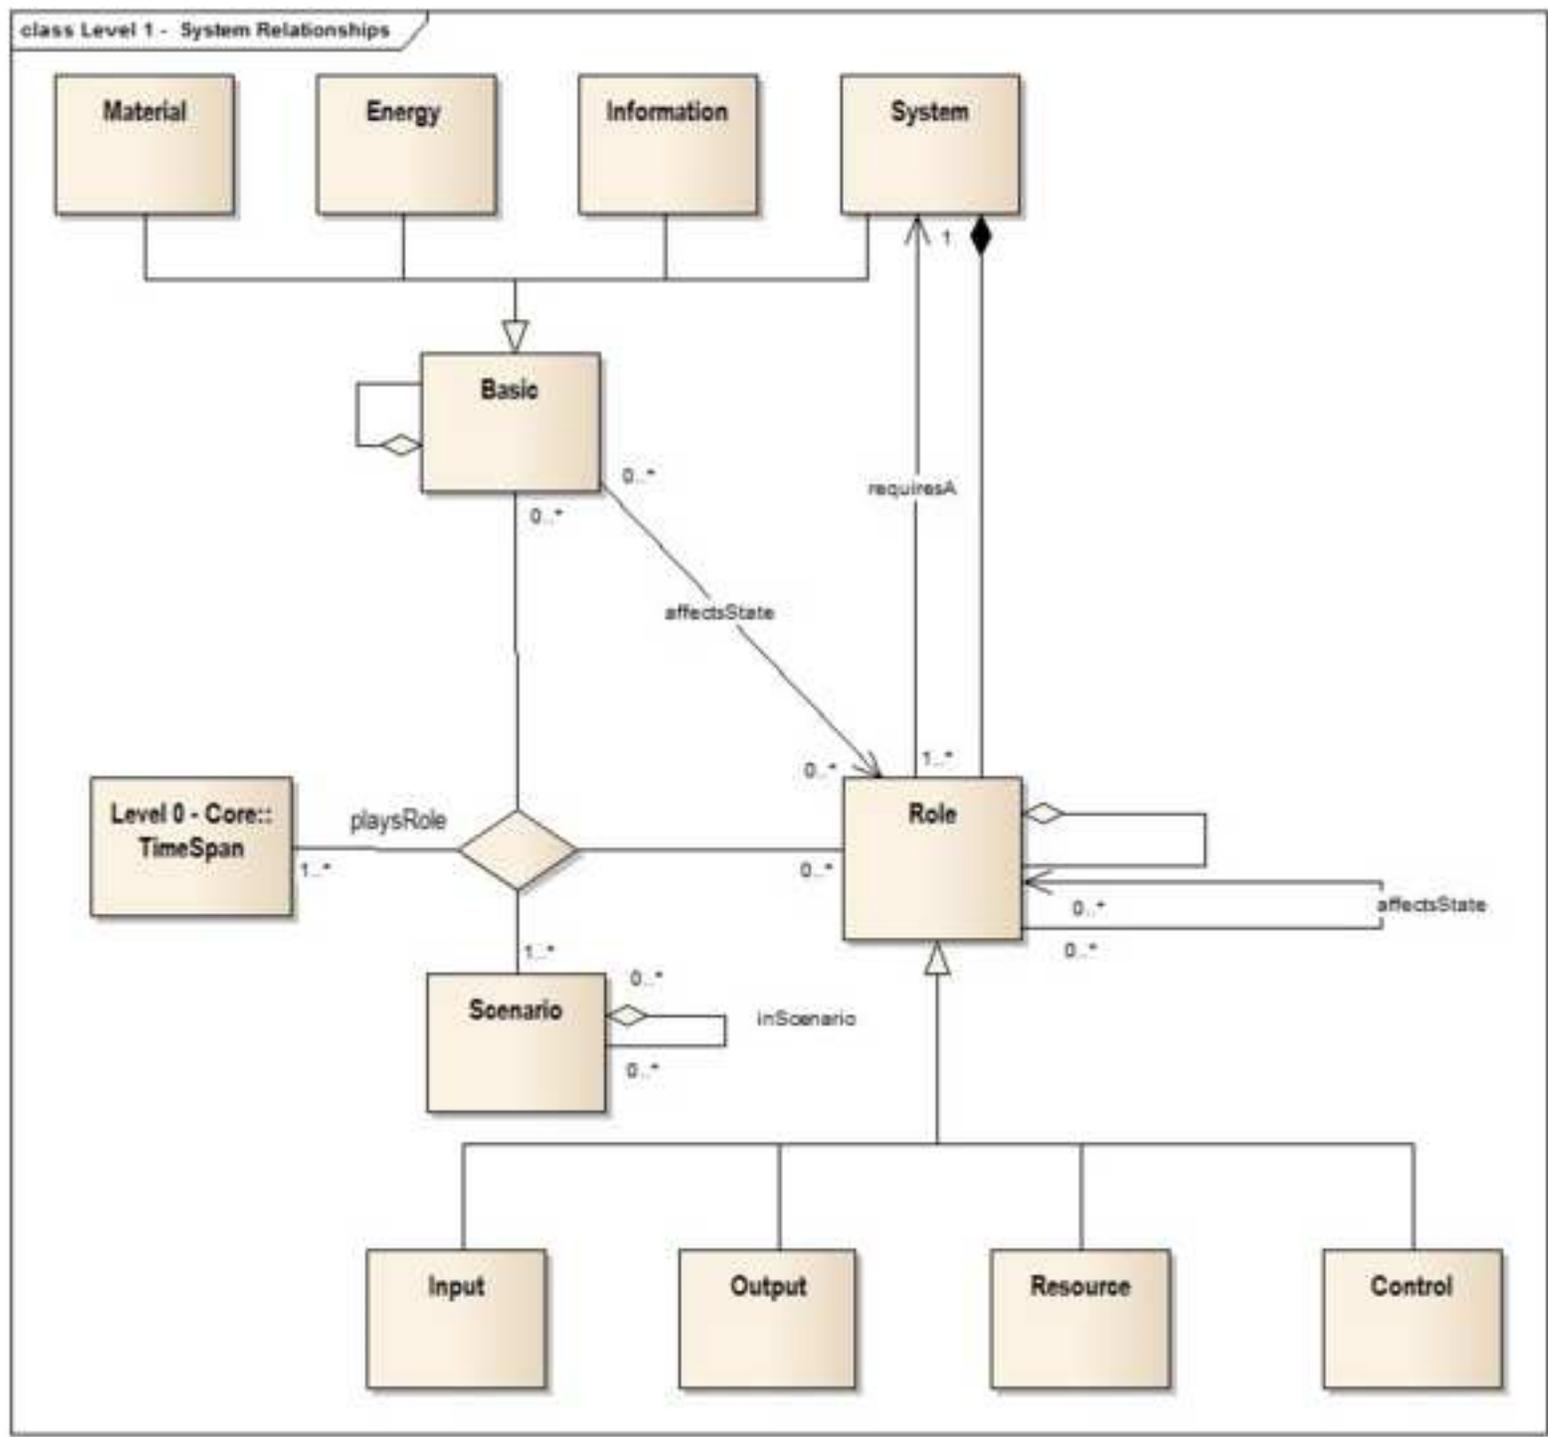 class Level 1 - System Relationships
Material
Energy
Information
System
1
Basic
0..*
0..*
requiresA
affectsState
0..*
1..*
Level 0 - Core::
TimeSpan
playsRole
1..*
0..*
Role
0..*
affectsState
0..*
1..*
0..*
Scenario
inScenario
0..*
Input
Output
Resource
Control